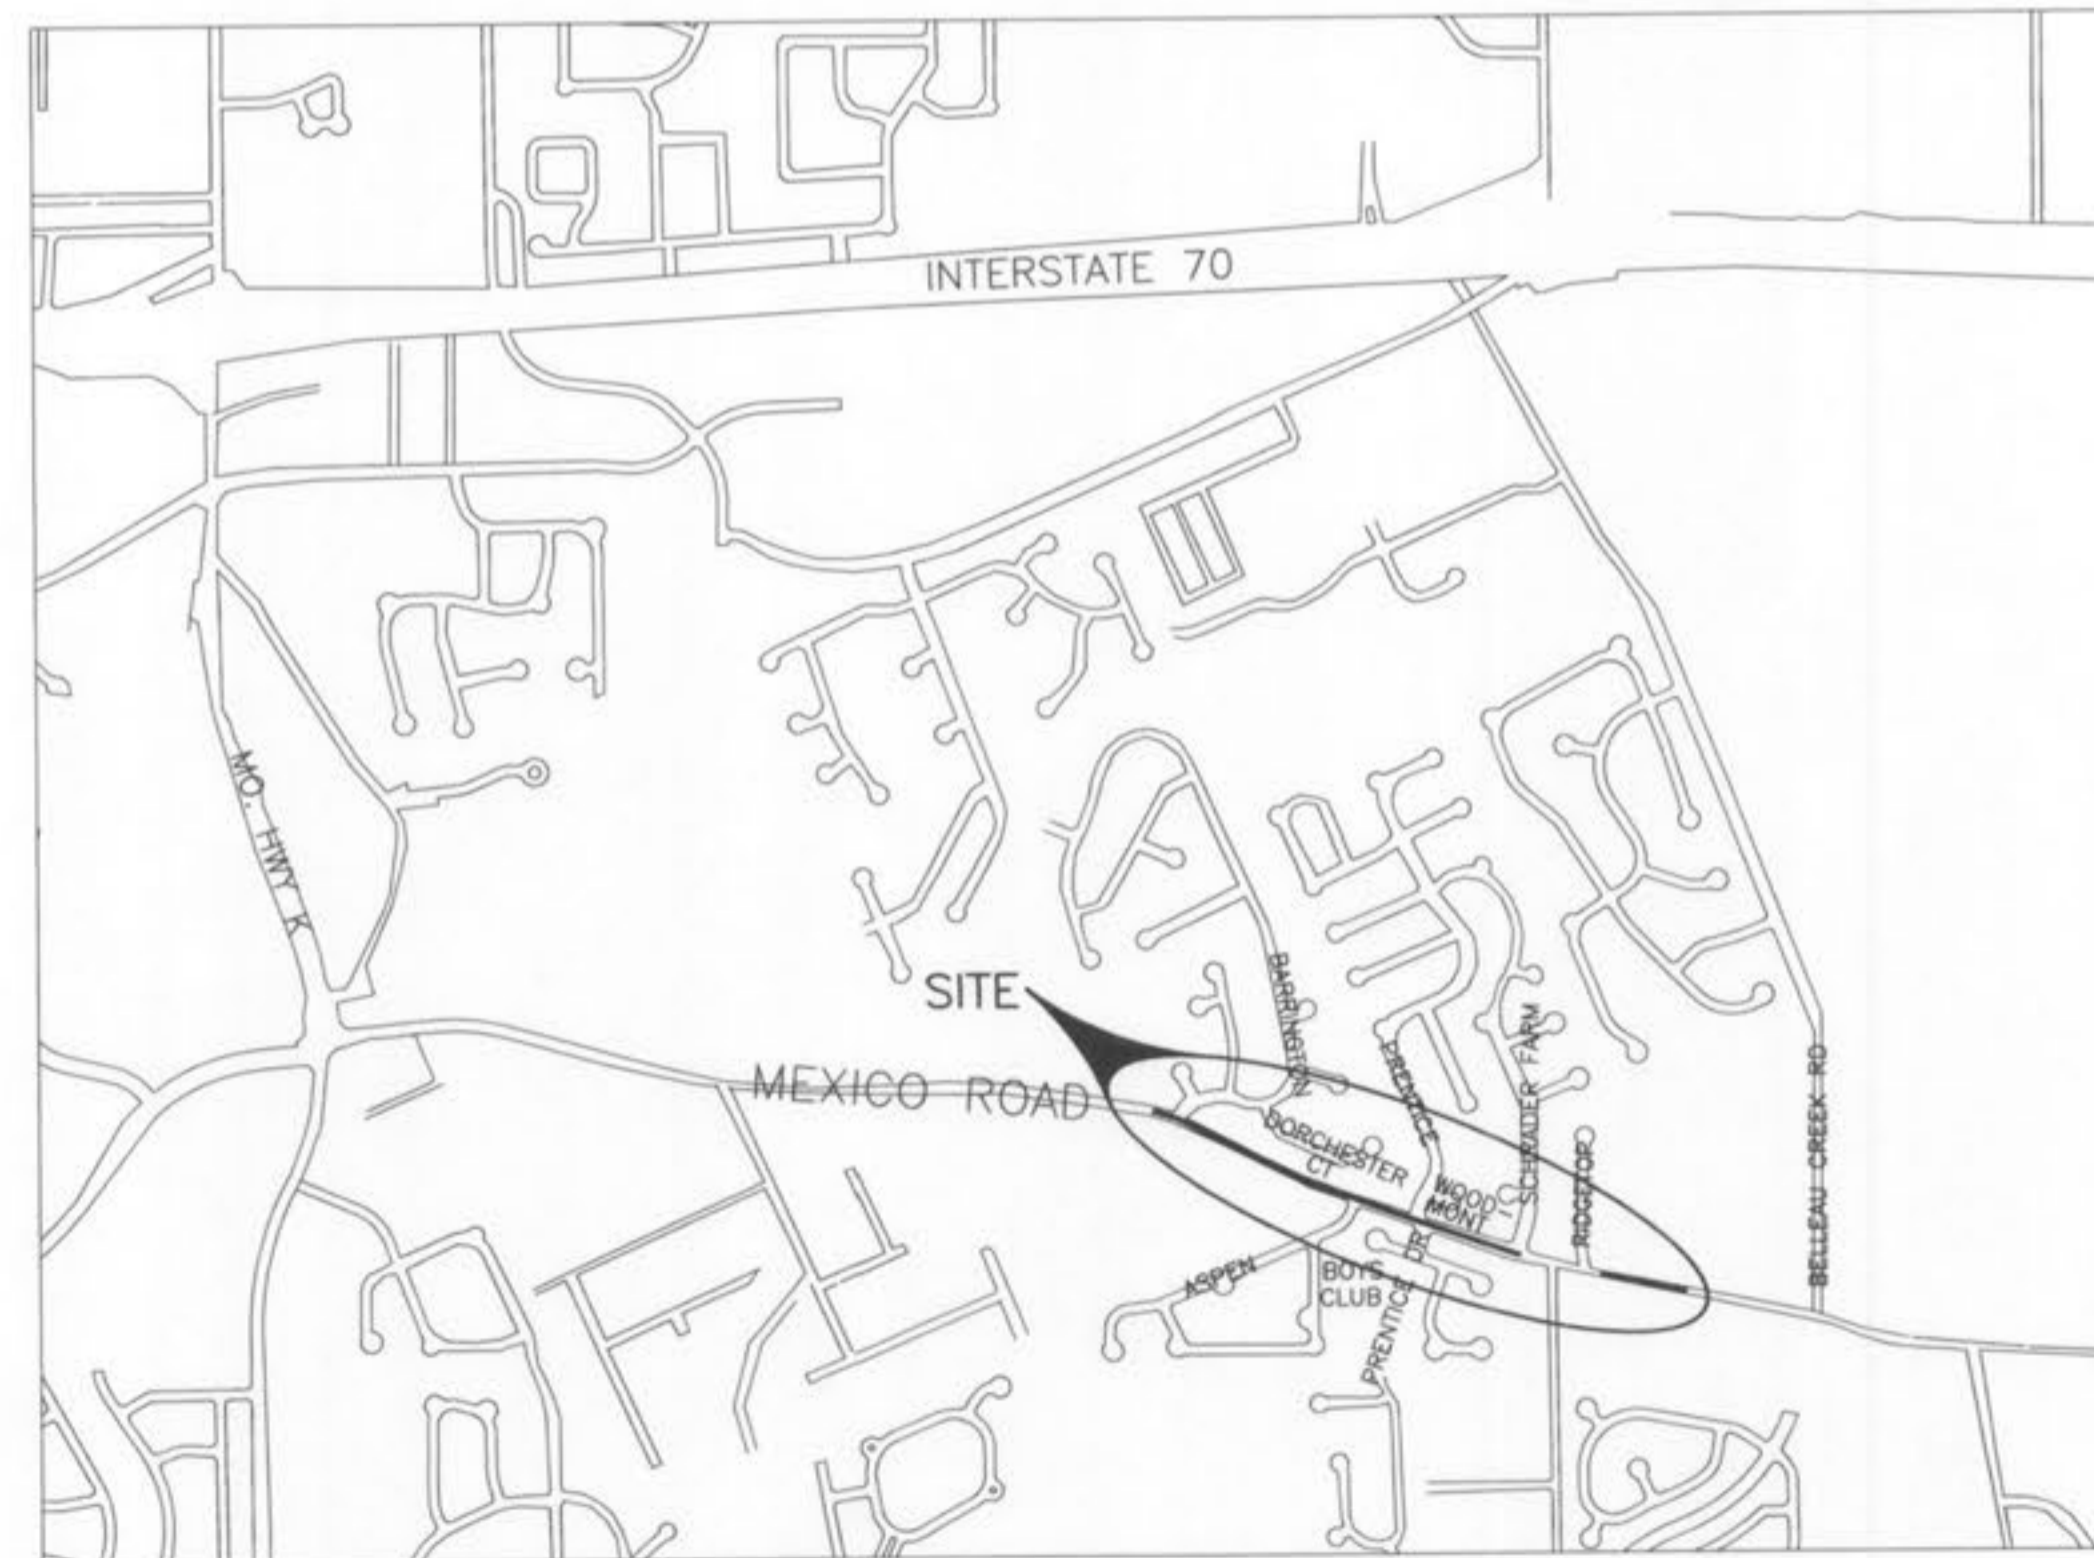 INTERSTATE 70
MO. HWY K
SITE
MEXICO ROAD
BARRINGTON
PRENTICE
SCHRADER FARM
DORCHESTER
CT
WOOD-
MONT
RIDGETOP
BELLEAU CREEK RD
ASPEN
BOYS
CLUB
PRENTICE DR